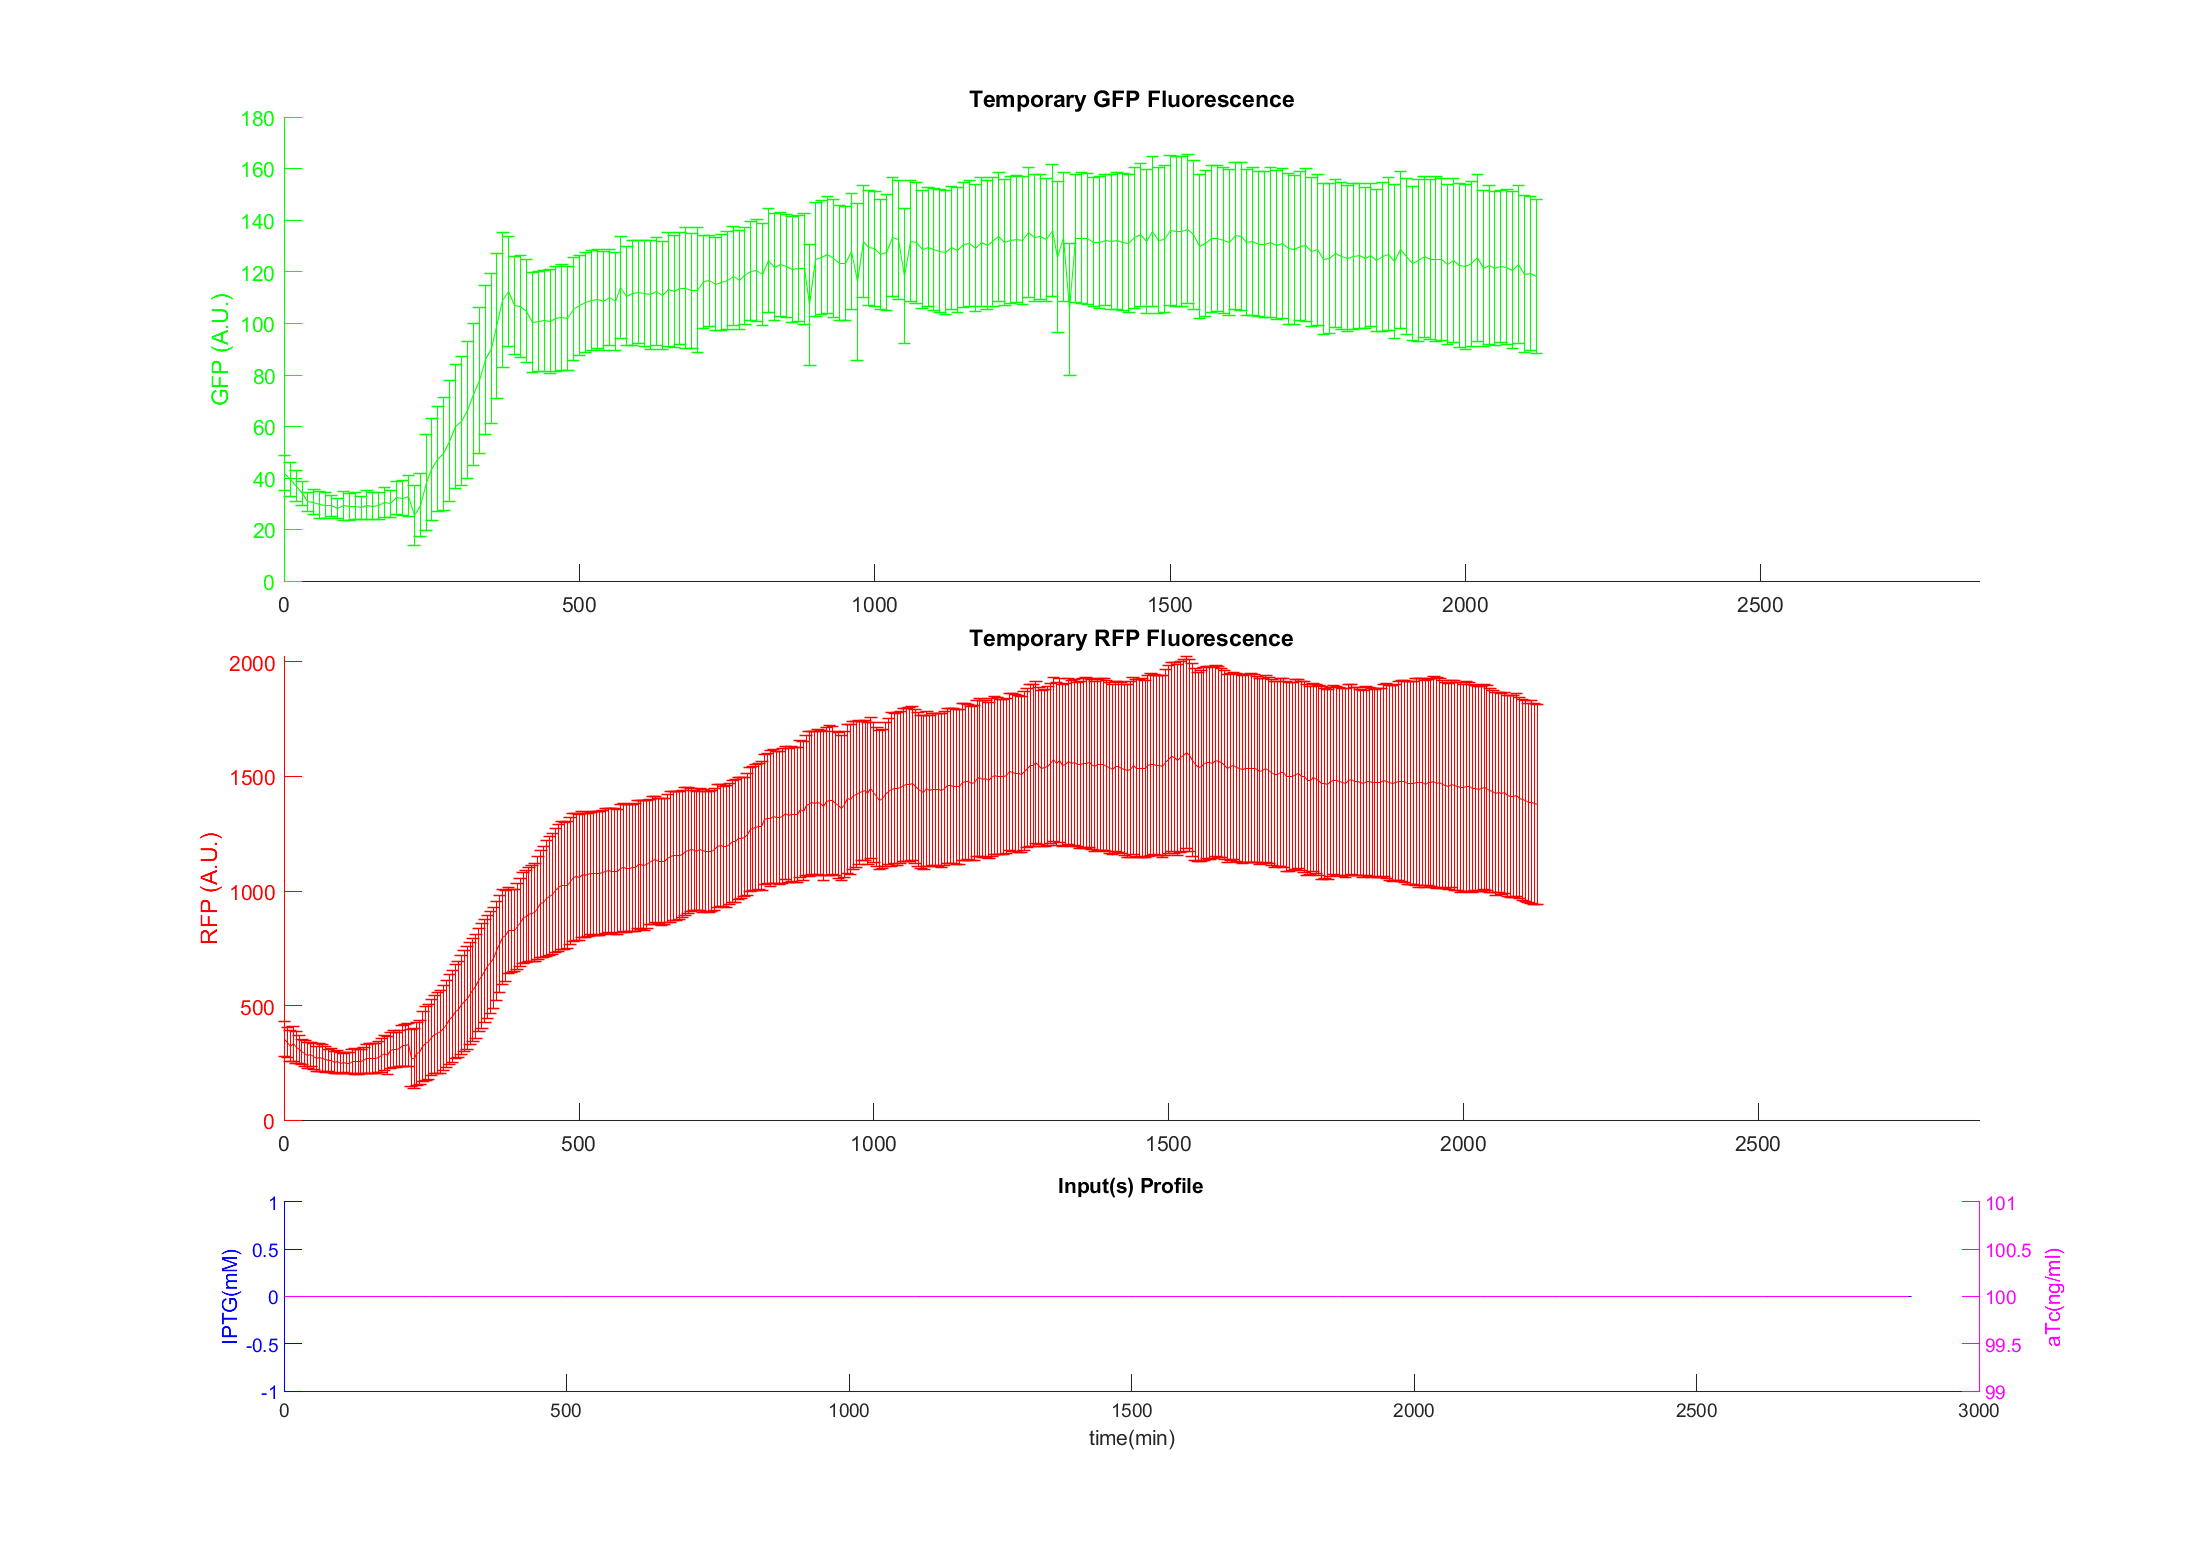 Temporary GFP Fluorescence
180
160
140
120
100
80
60
40
20
0
GFP (A.U.)
0 500 1000 1500 2000 2500
Temporary RFP Fluorescence
2000
1500
1000
500
0
RFP (A.U.)
0 500 1000 1500 2000 2500
Input(s) Profile
1
0.5
0
-0.5
-1
IPTG(mM)
101
100.5
100
99.5
99
aTc(ng/ml)
0 500 1000 1500 2000 2500 3000
time(min)